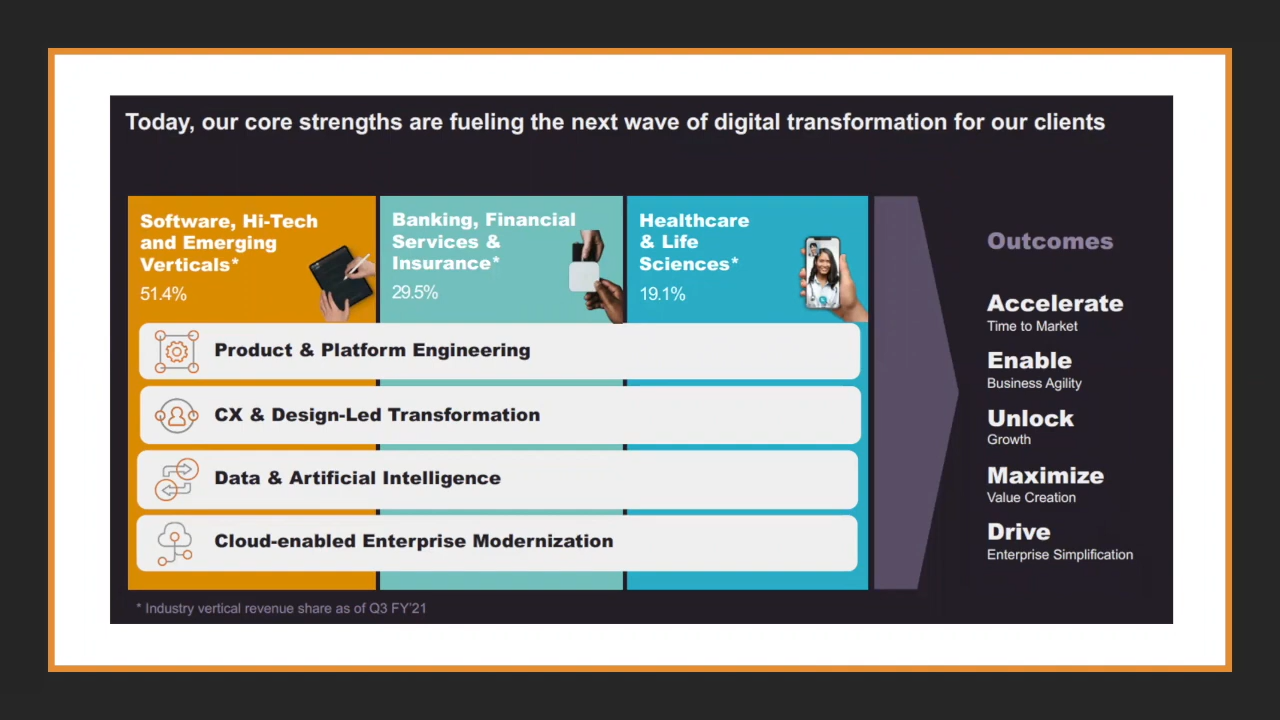 Today, our core strengths are fueling the next wave of digital transformation for our clients
Software, Hi-Tech
and Emerging
Verticals*
51.4%
Banking, Financial
Services &
Insurance*
29.5%
Healthcare
& Life
Sciences*
19.1%
Product & Platform Engineering
CX & Design-Led Transformation
Data & Artificial Intelligence
Cloud-enabled Enterprise Modernization
Outcomes
Accelerate
Time to Market
Enable
Business Agility
Unlock
Growth
Maximize
Value Creation
Drive
Enterprise Simplification
* Industry vertical revenue share as of Q3 FY'21